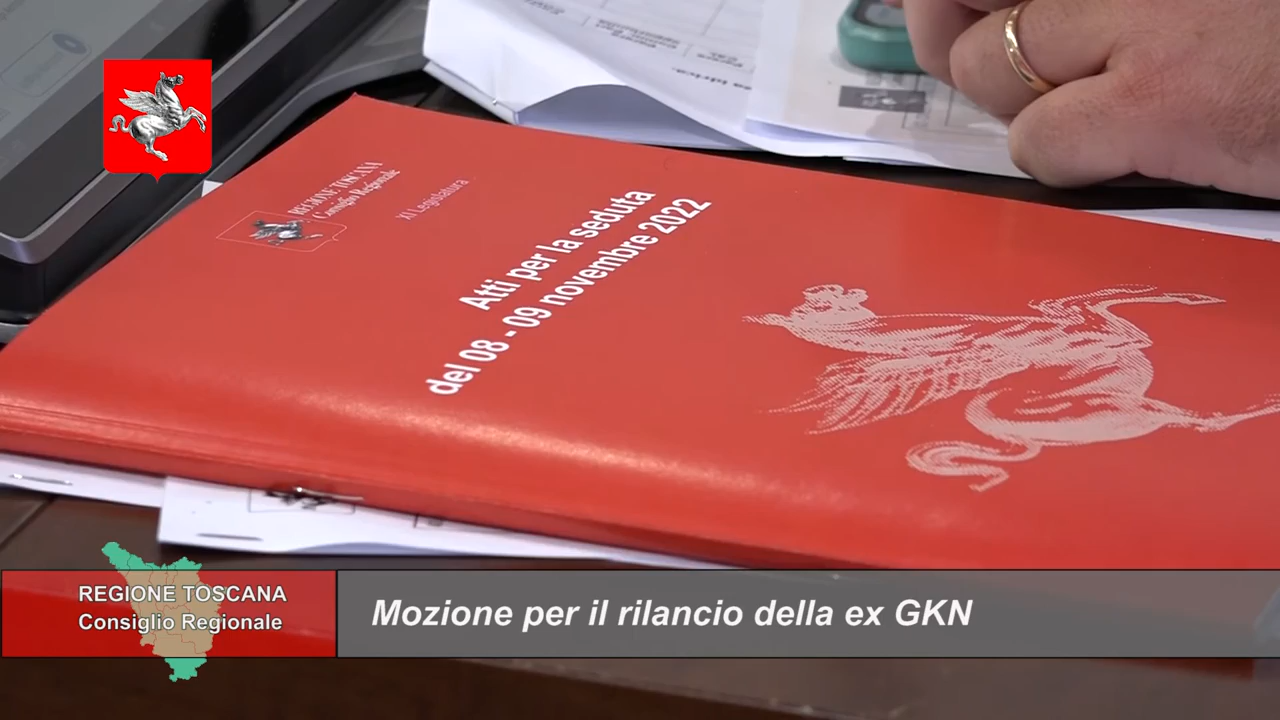 REGIONE TOSCANA
Consiglio Regionale
XI Legislatura
Atti per la seduta
del 08 - 09 novembre 2022
REGIONE TOSCANA
Consiglio Regionale
Mozione per il rilancio della ex GKN